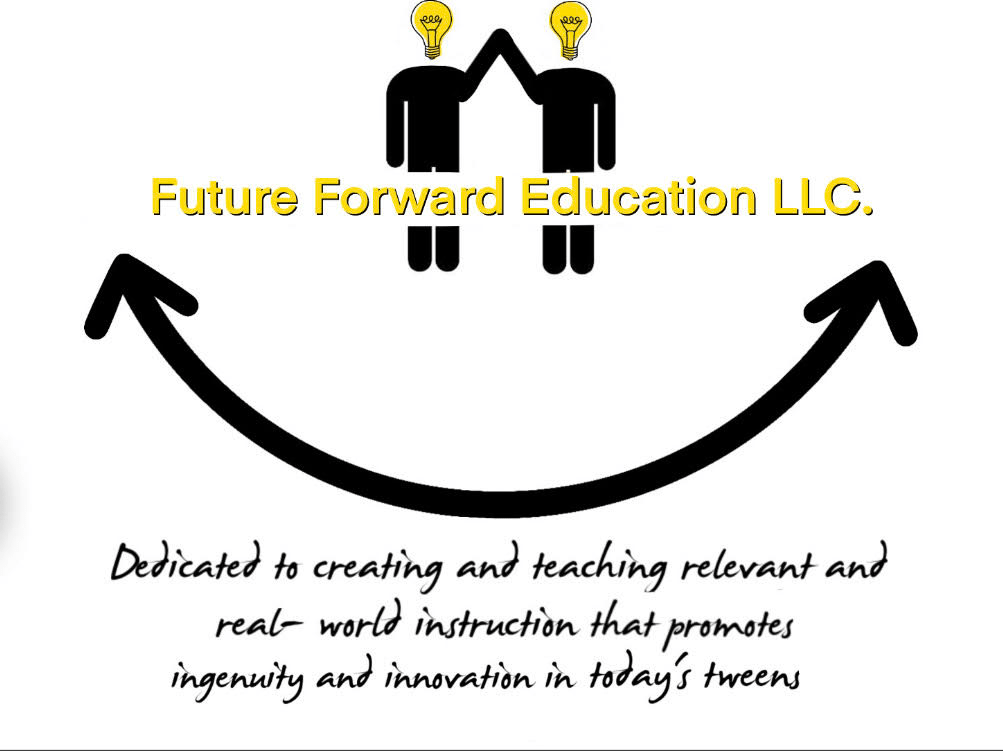 Future Forward Education LLC.
Dedicated to creating and teaching relevant and
real- world instruction that promotes
ingenuity and innovation in today's tweens